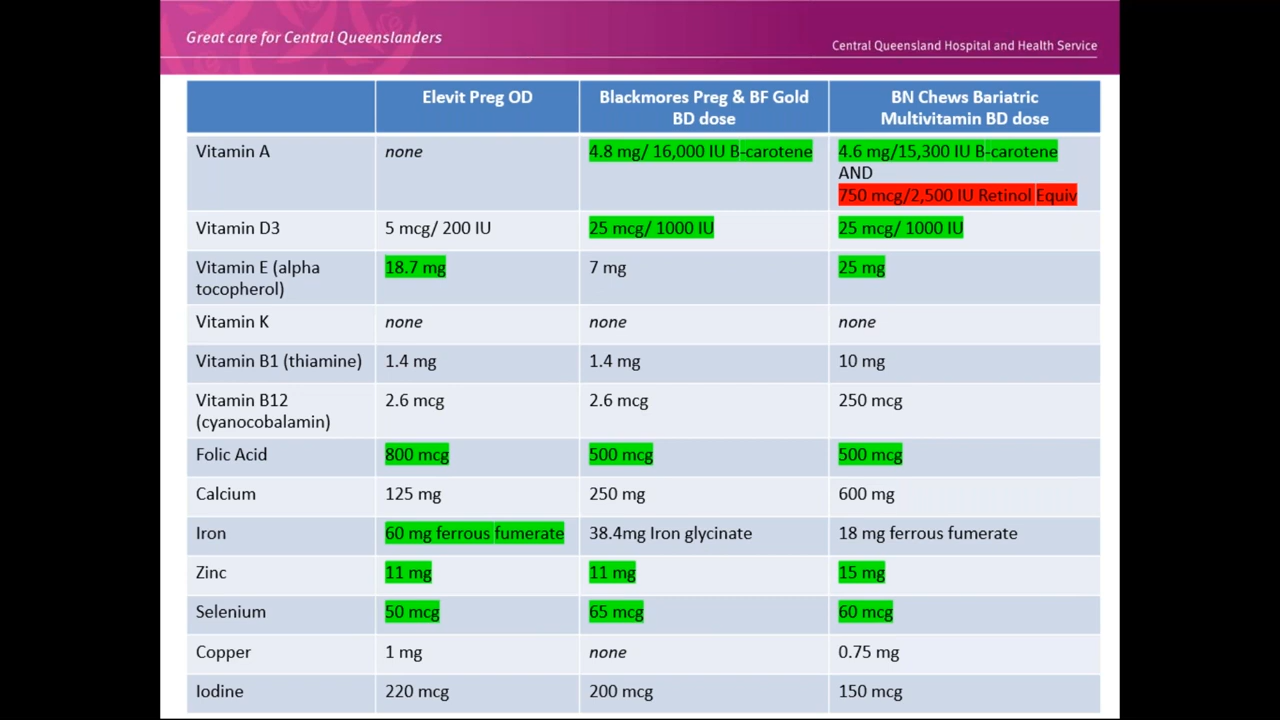 Great care for Central Queenslanders
Central Queensland Hospital and Health Service
Elevit Preg OD
Blackmores Preg & BF Gold
BD dose
BN Chews Bariatric
Multivitamin BD dose
Vitamin A
none
4.8 mg/ 16,000 IU B-carotene
4.6 mg/15,300 IU B-carotene
AND
750 mcg/2,500 IU Retinol Equiv
Vitamin D3
5 mcg/ 200 IU
25 mcg/ 1000 IU
25 mcg/ 1000 IU
Vitamin E (alpha
tocopherol)
18.7 mg
7 mg
25 mg
Vitamin K
none
none
none
Vitamin B1 (thiamine)
1.4 mg
1.4 mg
10 mg
Vitamin B12
(cyanocobalamin)
2.6 mcg
2.6 mcg
250 mcg
Folic Acid
800 mcg
500 mcg
500 mcg
Calcium
125 mg
250 mg
600 mg
Iron
60 mg ferrous fumerate
38.4mg Iron glycinate
18 mg ferrous fumerate
Zinc
11 mg
11 mg
15 mg
Selenium
50 mcg
65 mcg
60 mcg
Copper
1 mg
none
0.75 mg
Iodine
220 mcg
200 mcg
150 mcg